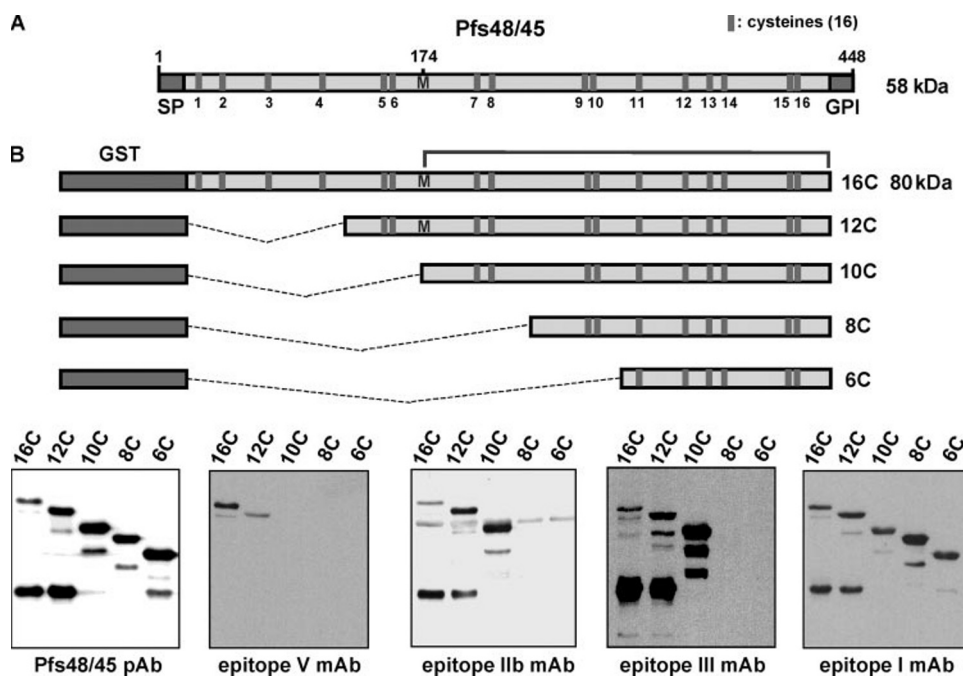 A
Pfs48/45
: cysteines (16)
1
174
448
M
58 kDa
SP
1 2 3 4 5 6 7 8 9 10 11 12 13 14 15 16
GPI
B
GST
M
16C 80 kDa
M
12C
10C
8C
6C
16C 12C 10C 8C 6C
16C 12C 10C 8C 6C
16C 12C 10C 8C 6C
16C 12C 10C 8C 6C
16C 12C 10C 8C 6C
Pfs48/45 pAb
epitope V mAb
epitope IIb mAb
epitope III mAb
epitope I mAb